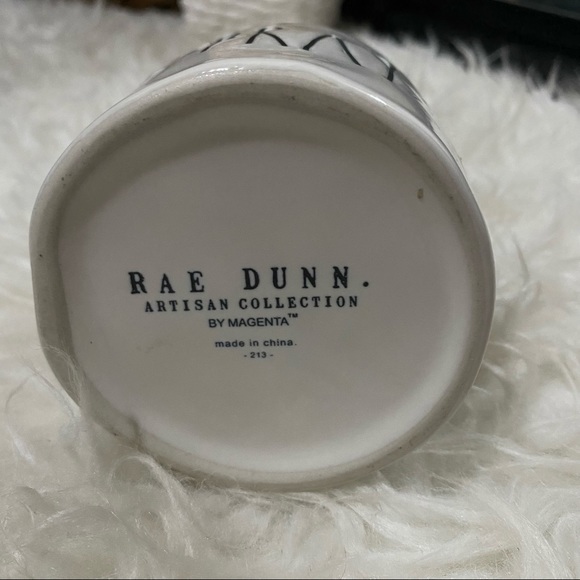 RAE DUNN.
ARTISAN COLLECTION
BY MAGENTA™
made in china.
- 213 -